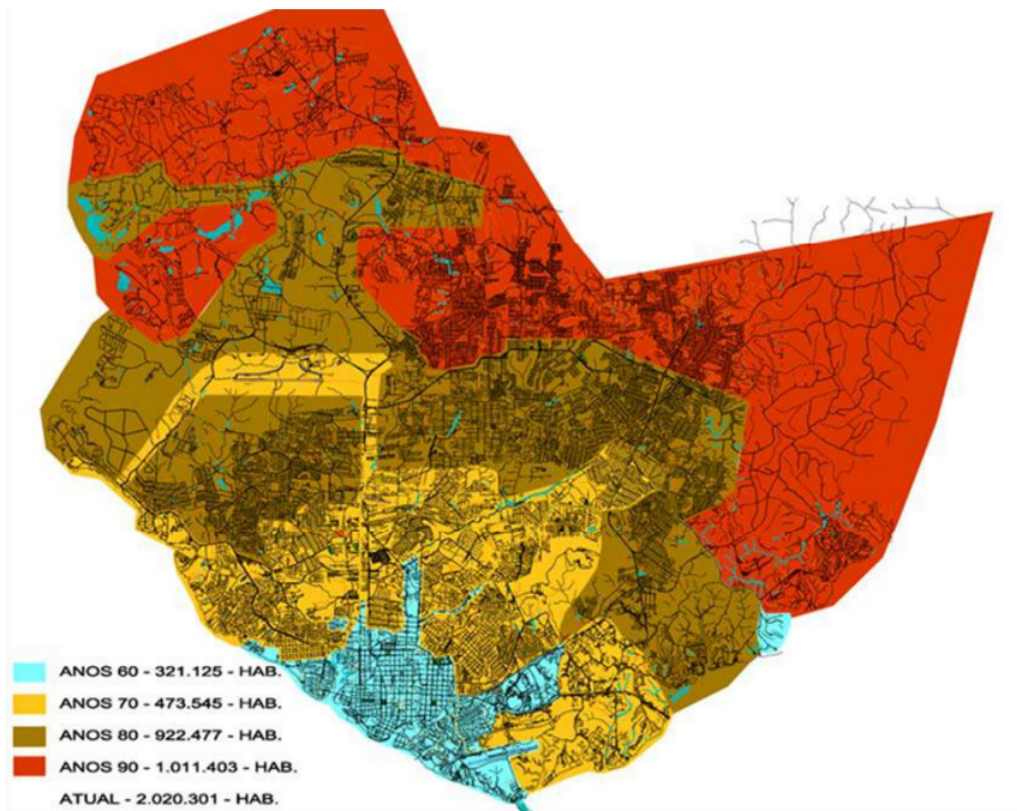 ANOS 60 - 321.125 - HAB.
ANOS 70 - 473.545 - HAB.
ANOS 80 - 922.477 - HAB.
ANOS 90 - 1.011.403 - HAB.
ATUAL - 2.020.301 - HAB.